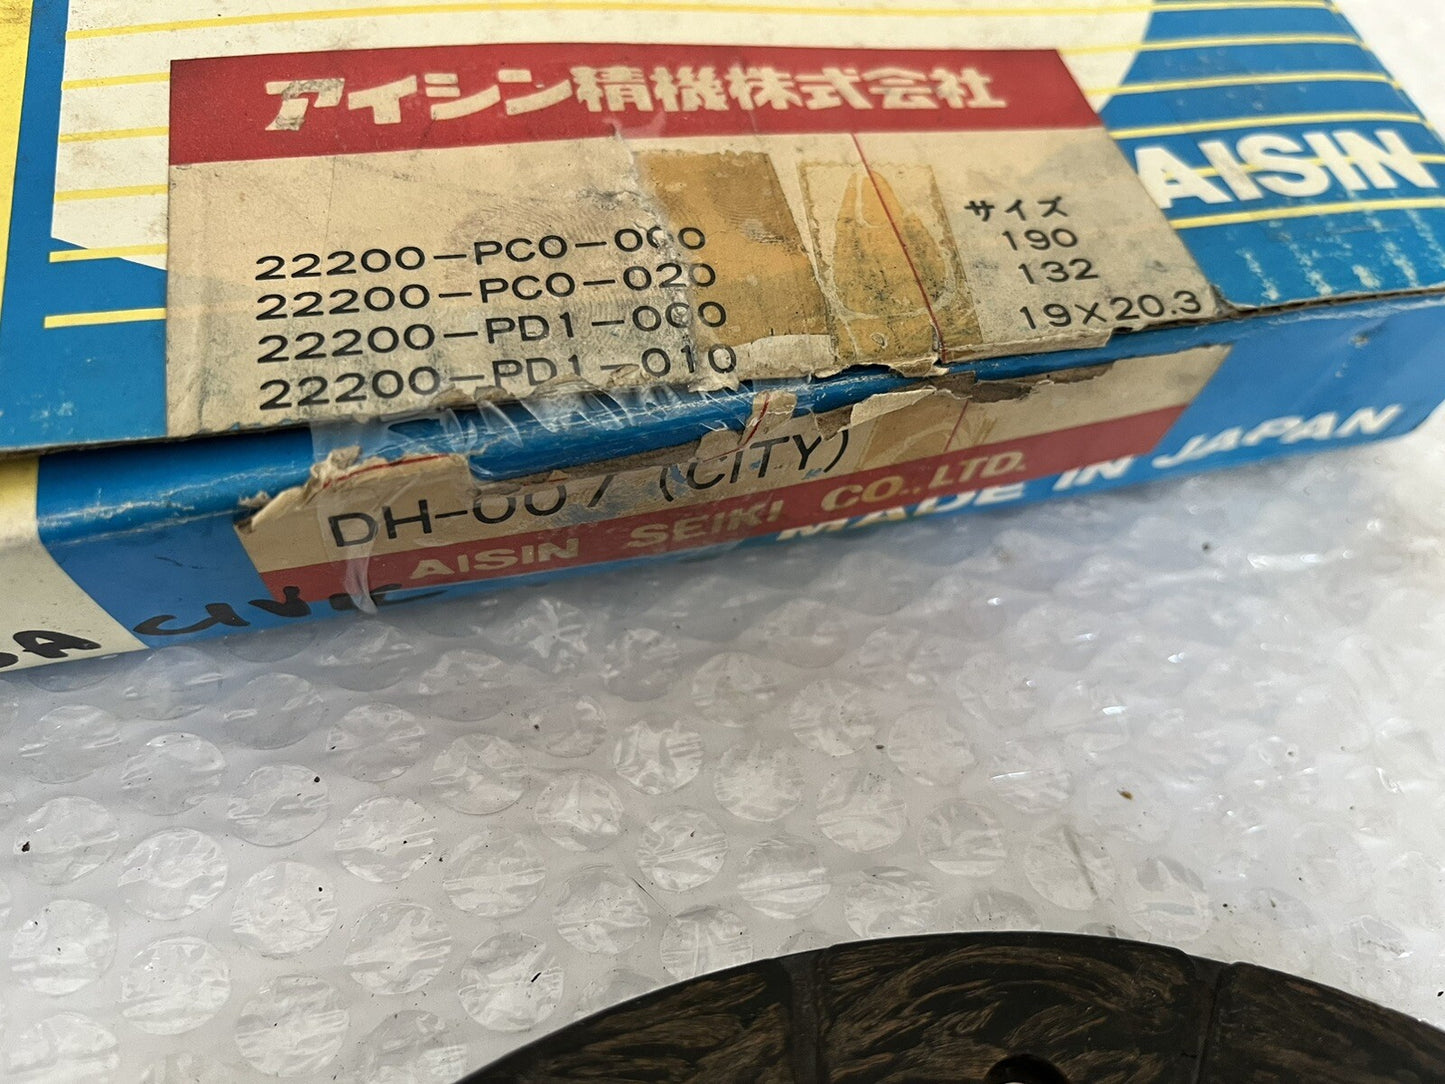 アイシン精機株式会社
AISIN
22200-PC0-000
22200-PC0-020
22200-PD1-000
22200-PD1-010
サイズ
190
132
19×20.3
DH-007 (CITY)
AISIN SEIKI CO., LTD.
MADE IN JAPAN
DA CIVIC